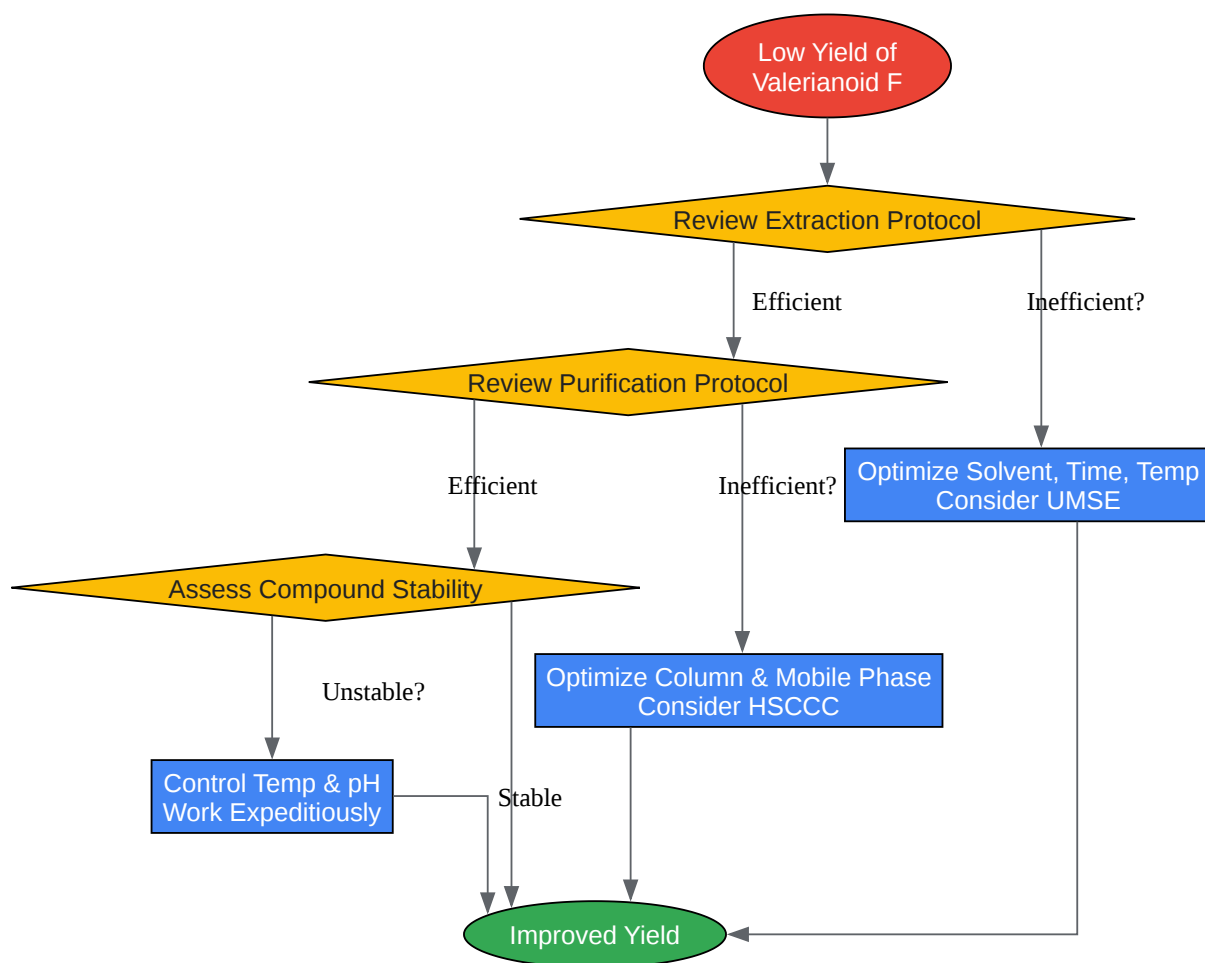 Low Yield of
Valerianoid F
Review Extraction Protocol
Efficient
Inefficient?
Review Purification Protocol
Optimize Solvent, Time, Temp
Consider UMSE
Efficient
Inefficient?
Assess Compound Stability
Optimize Column & Mobile Phase
Consider HSCCC
Unstable?
Control Temp & pH
Work Expeditiously
Stable
Improved Yield